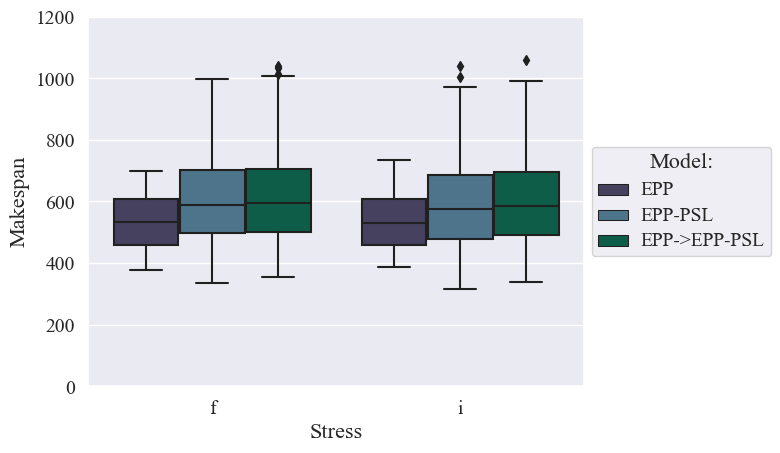 1200
1000
800
600
400
200
0
Makespan
f
i
Stress
Model:
EPP
EPP-PSL
EPP->EPP-PSL